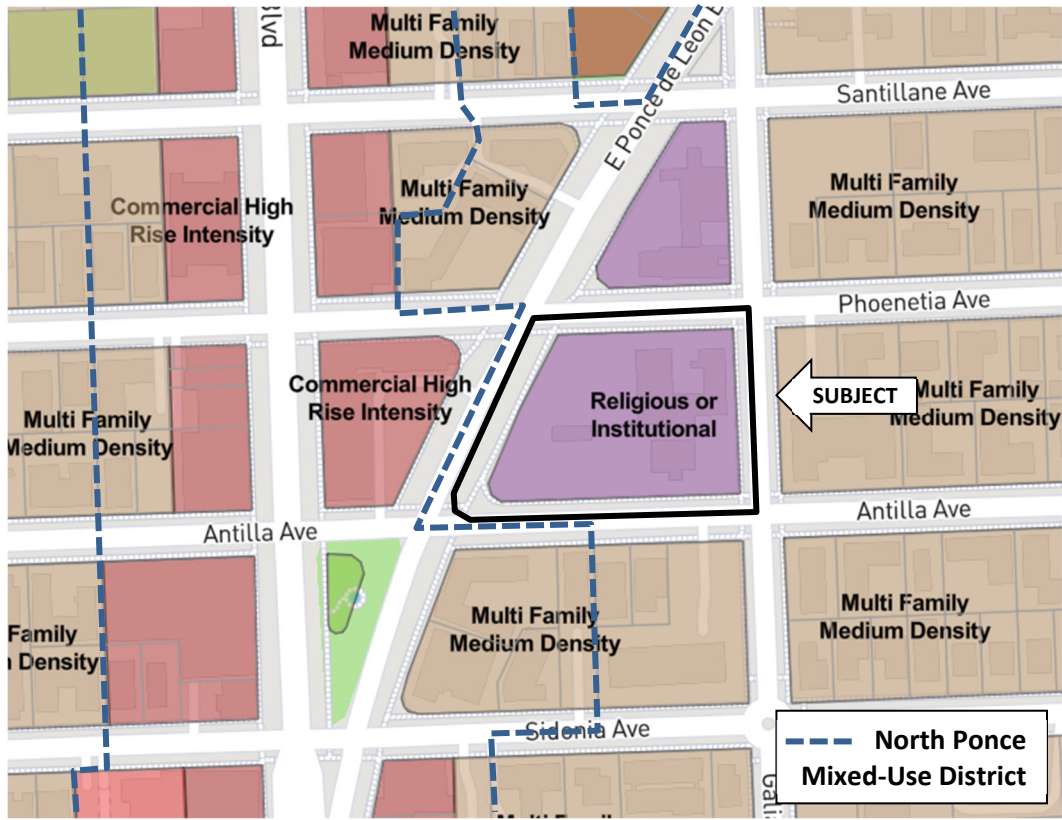 Blvd
Multi Family
Medium Density
E Ponce de Leon B
Santillane Ave
Multi Family
Medium Density
Multi Family
Medium Density
Commercial High
Rise Intensity
Phoenetia Ave
Commercial High
Rise Intensity
Religious or
Institutional
SUBJECT
Multi Family
Medium Density
Multi Family
Medium Density
Antilla Ave
Antilla Ave
Multi Family
Medium Density
Multi Family
Medium Density
Family
Density
Sidonia Ave
North Ponce
Mixed-Use District